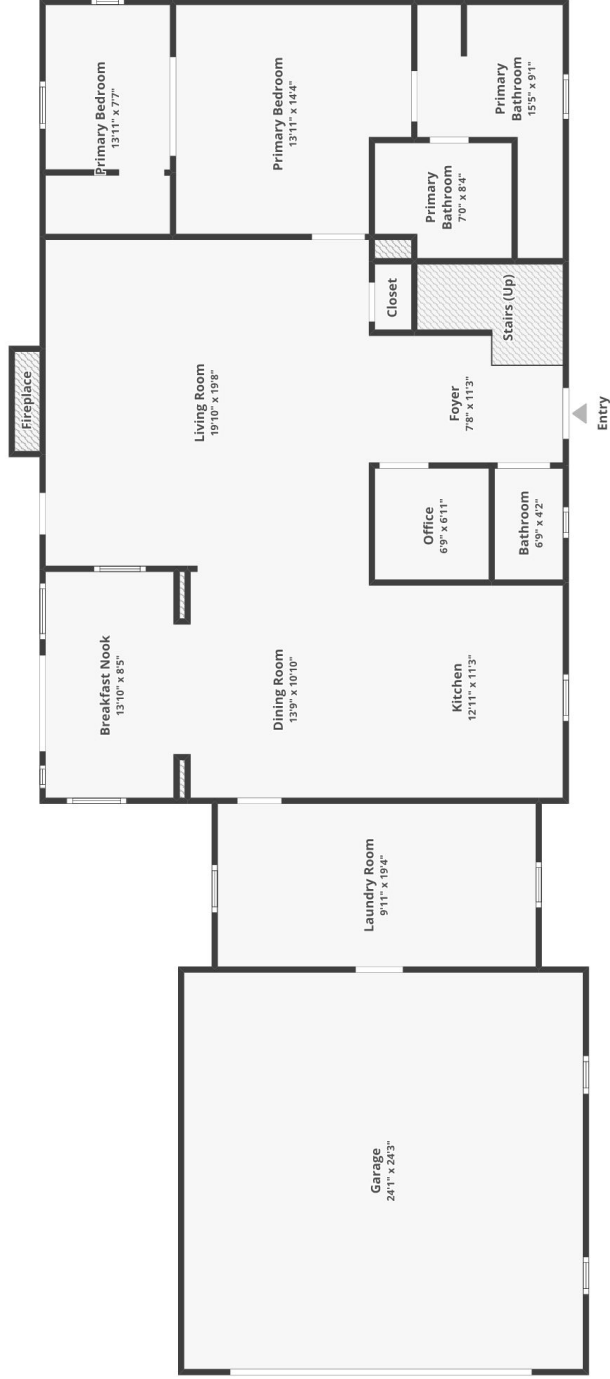 Primary Bedroom
13'11" x 7'7"
Primary Bedroom
13'11" x 14'4"
Primary
Bathroom
15'5" x 9'1"
Primary
Bathroom
7'0" x 8'4"
Closet
Stairs (Up)
Fireplace
Living Room
19'10" x 19'8"
Foyer
7'8" x 11'3"
Entry
Office
6'9" x 6'11"
Bathroom
6'9" x 4'2"
Breakfast Nook
13'10" x 8'5"
Dining Room
13'9" x 10'10"
Kitchen
12'11" x 11'3"
Laundry Room
9'11" x 19'4"
Garage
24'1" x 24'3"